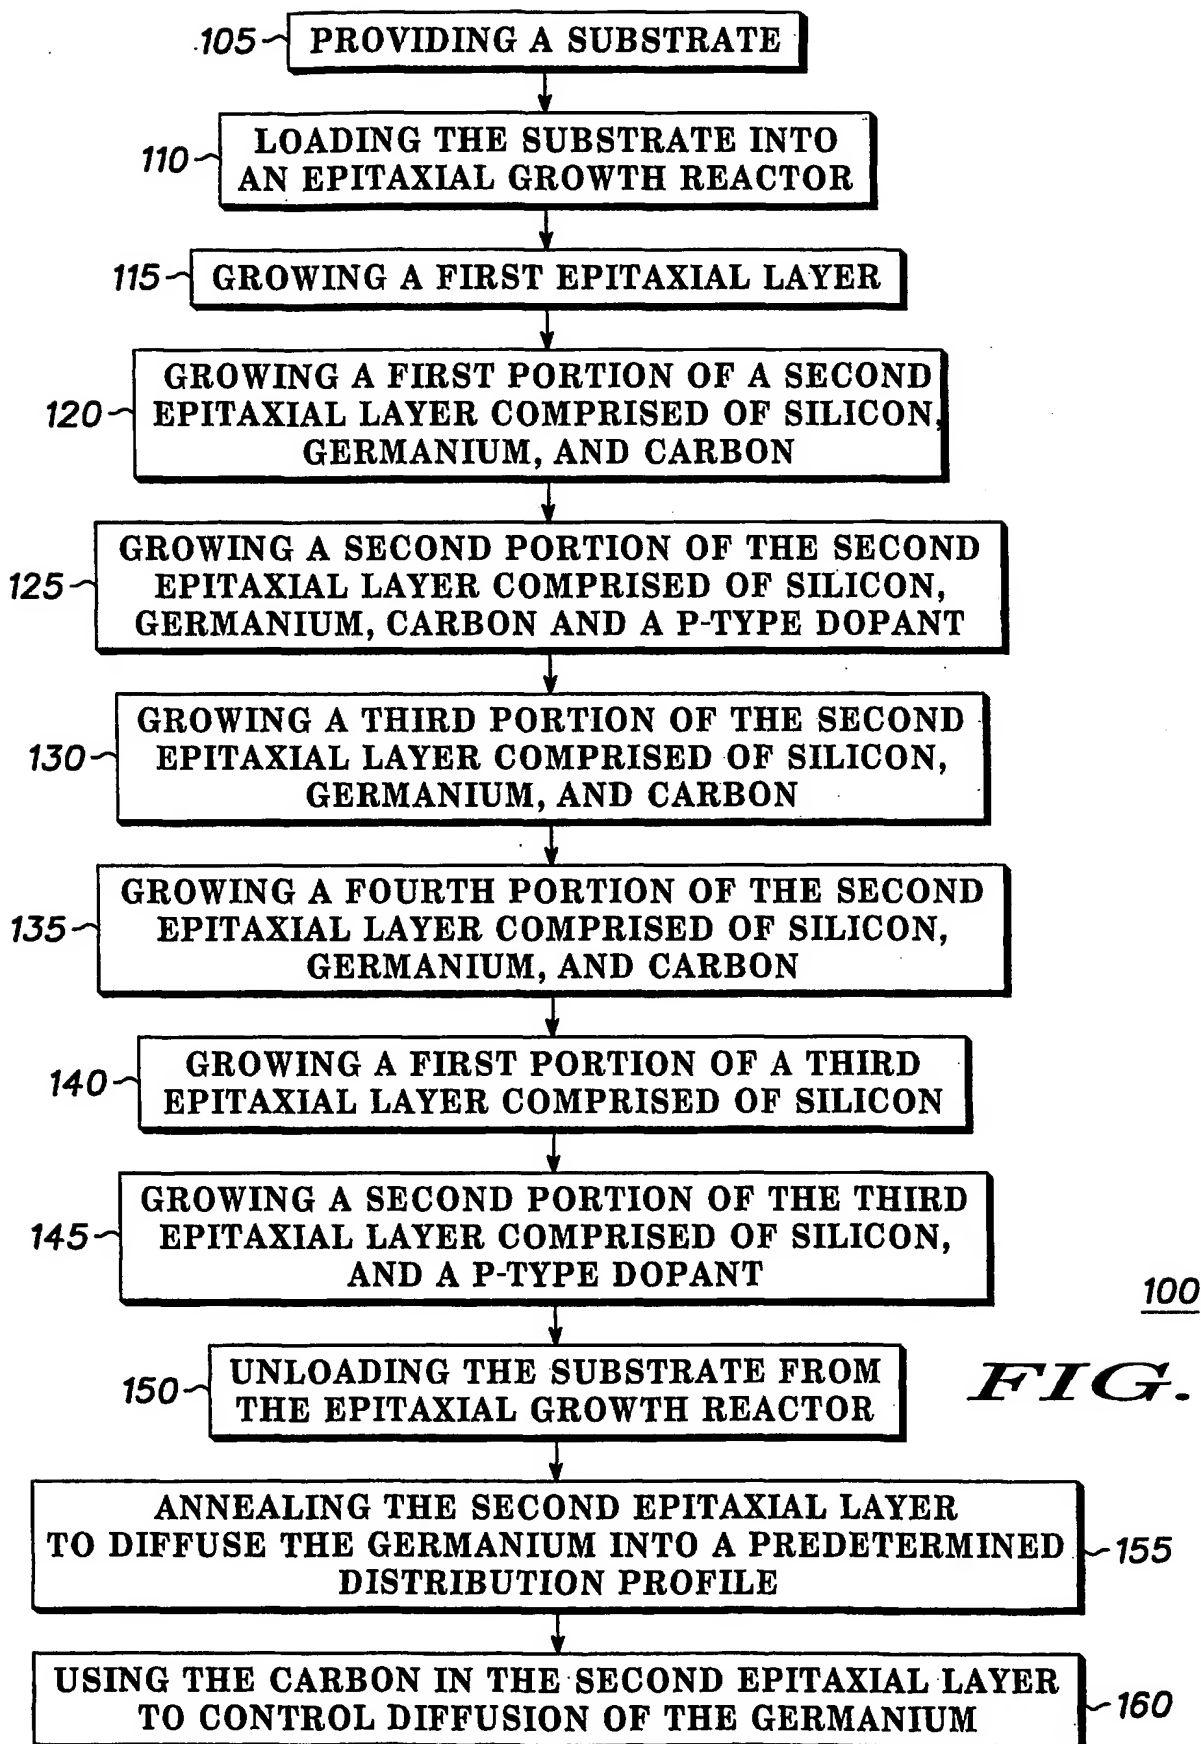 105
PROVIDING A SUBSTRATE
110
LOADING THE SUBSTRATE INTO
AN EPITAXIAL GROWTH REACTOR
115
GROWING A FIRST EPITAXIAL LAYER
120
GROWING A FIRST PORTION OF A SECOND
EPITAXIAL LAYER COMPRISED OF SILICON,
GERMANIUM, AND CARBON
125
GROWING A SECOND PORTION OF THE SECOND
EPITAXIAL LAYER COMPRISED OF SILICON,
GERMANIUM, CARBON AND A P-TYPE DOPANT
130
GROWING A THIRD PORTION OF THE SECOND
EPITAXIAL LAYER COMPRISED OF SILICON,
GERMANIUM, AND CARBON
135
GROWING A FOURTH PORTION OF THE SECOND
EPITAXIAL LAYER COMPRISED OF SILICON,
GERMANIUM, AND CARBON
140
GROWING A FIRST PORTION OF A THIRD
EPITAXIAL LAYER COMPRISED OF SILICON
145
GROWING A SECOND PORTION OF THE THIRD
EPITAXIAL LAYER COMPRISED OF SILICON,
AND A P-TYPE DOPANT
100
150
UNLOADING THE SUBSTRATE FROM
THE EPITAXIAL GROWTH REACTOR
FIG.
ANNEALING THE SECOND EPITAXIAL LAYER
TO DIFFUSE THE GERMANIUM INTO A PREDETERMINED
DISTRIBUTION PROFILE
155
USING THE CARBON IN THE SECOND EPITAXIAL LAYER
TO CONTROL DIFFUSION OF THE GERMANIUM
160